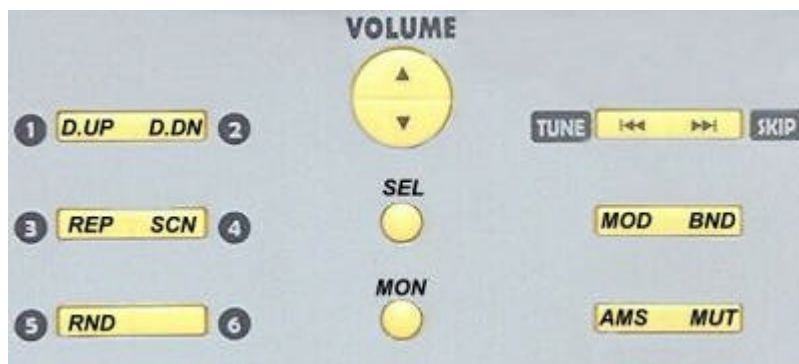 VOLUME
1 D.UP D.DN 2
TUNE SKIP
SEL
3 REP SCN 4
MOD BND
MON
5 RND 6
AMS MUT